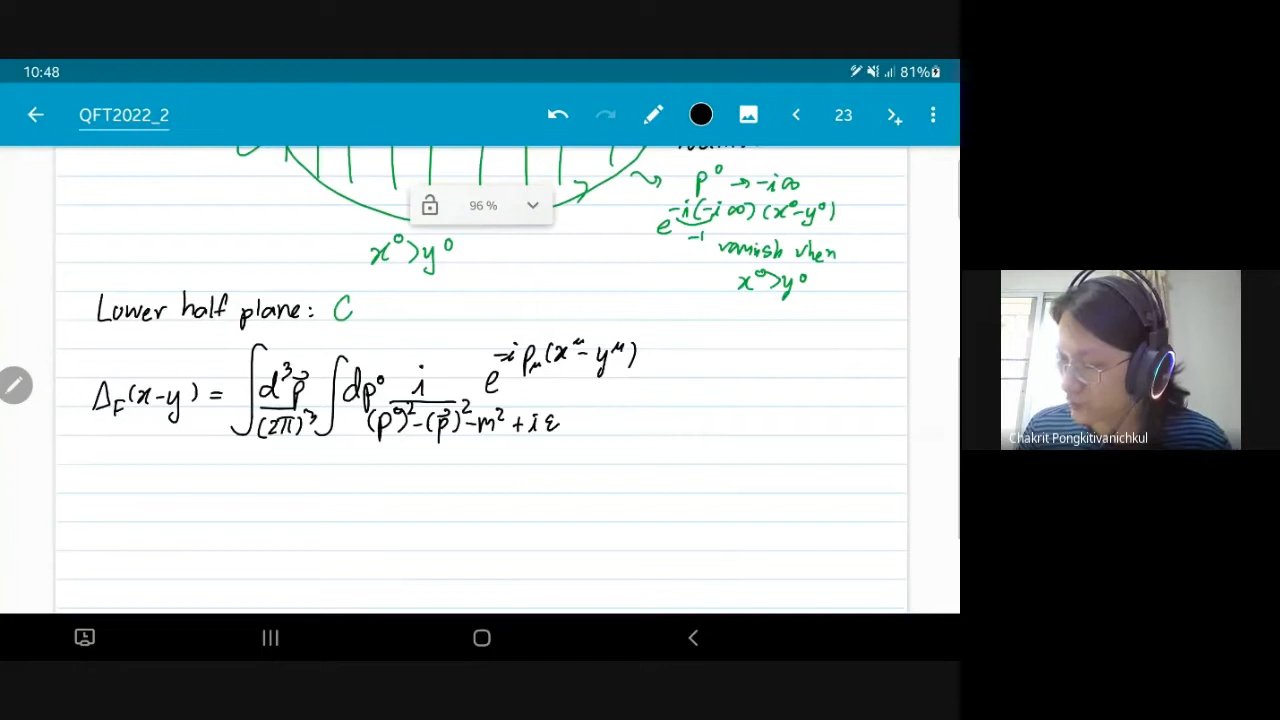 10:48
81%
QFT2022_2
23
96 %
p⁰ → -i∞
e^{-i(-i∞)(x⁰-y⁰)}
-1
vanish when
x⁰>y⁰
x⁰>y⁰
Lower half plane: C
Δ_F(x-y) = ∫ d³p⃗/(2π)³ ∫ dp⁰ i/((p⁰)²-(p⃗)²-m²+iε) e^{-ip_μ(x^μ-y^μ)}
Chakrit Pongkitivanichkul